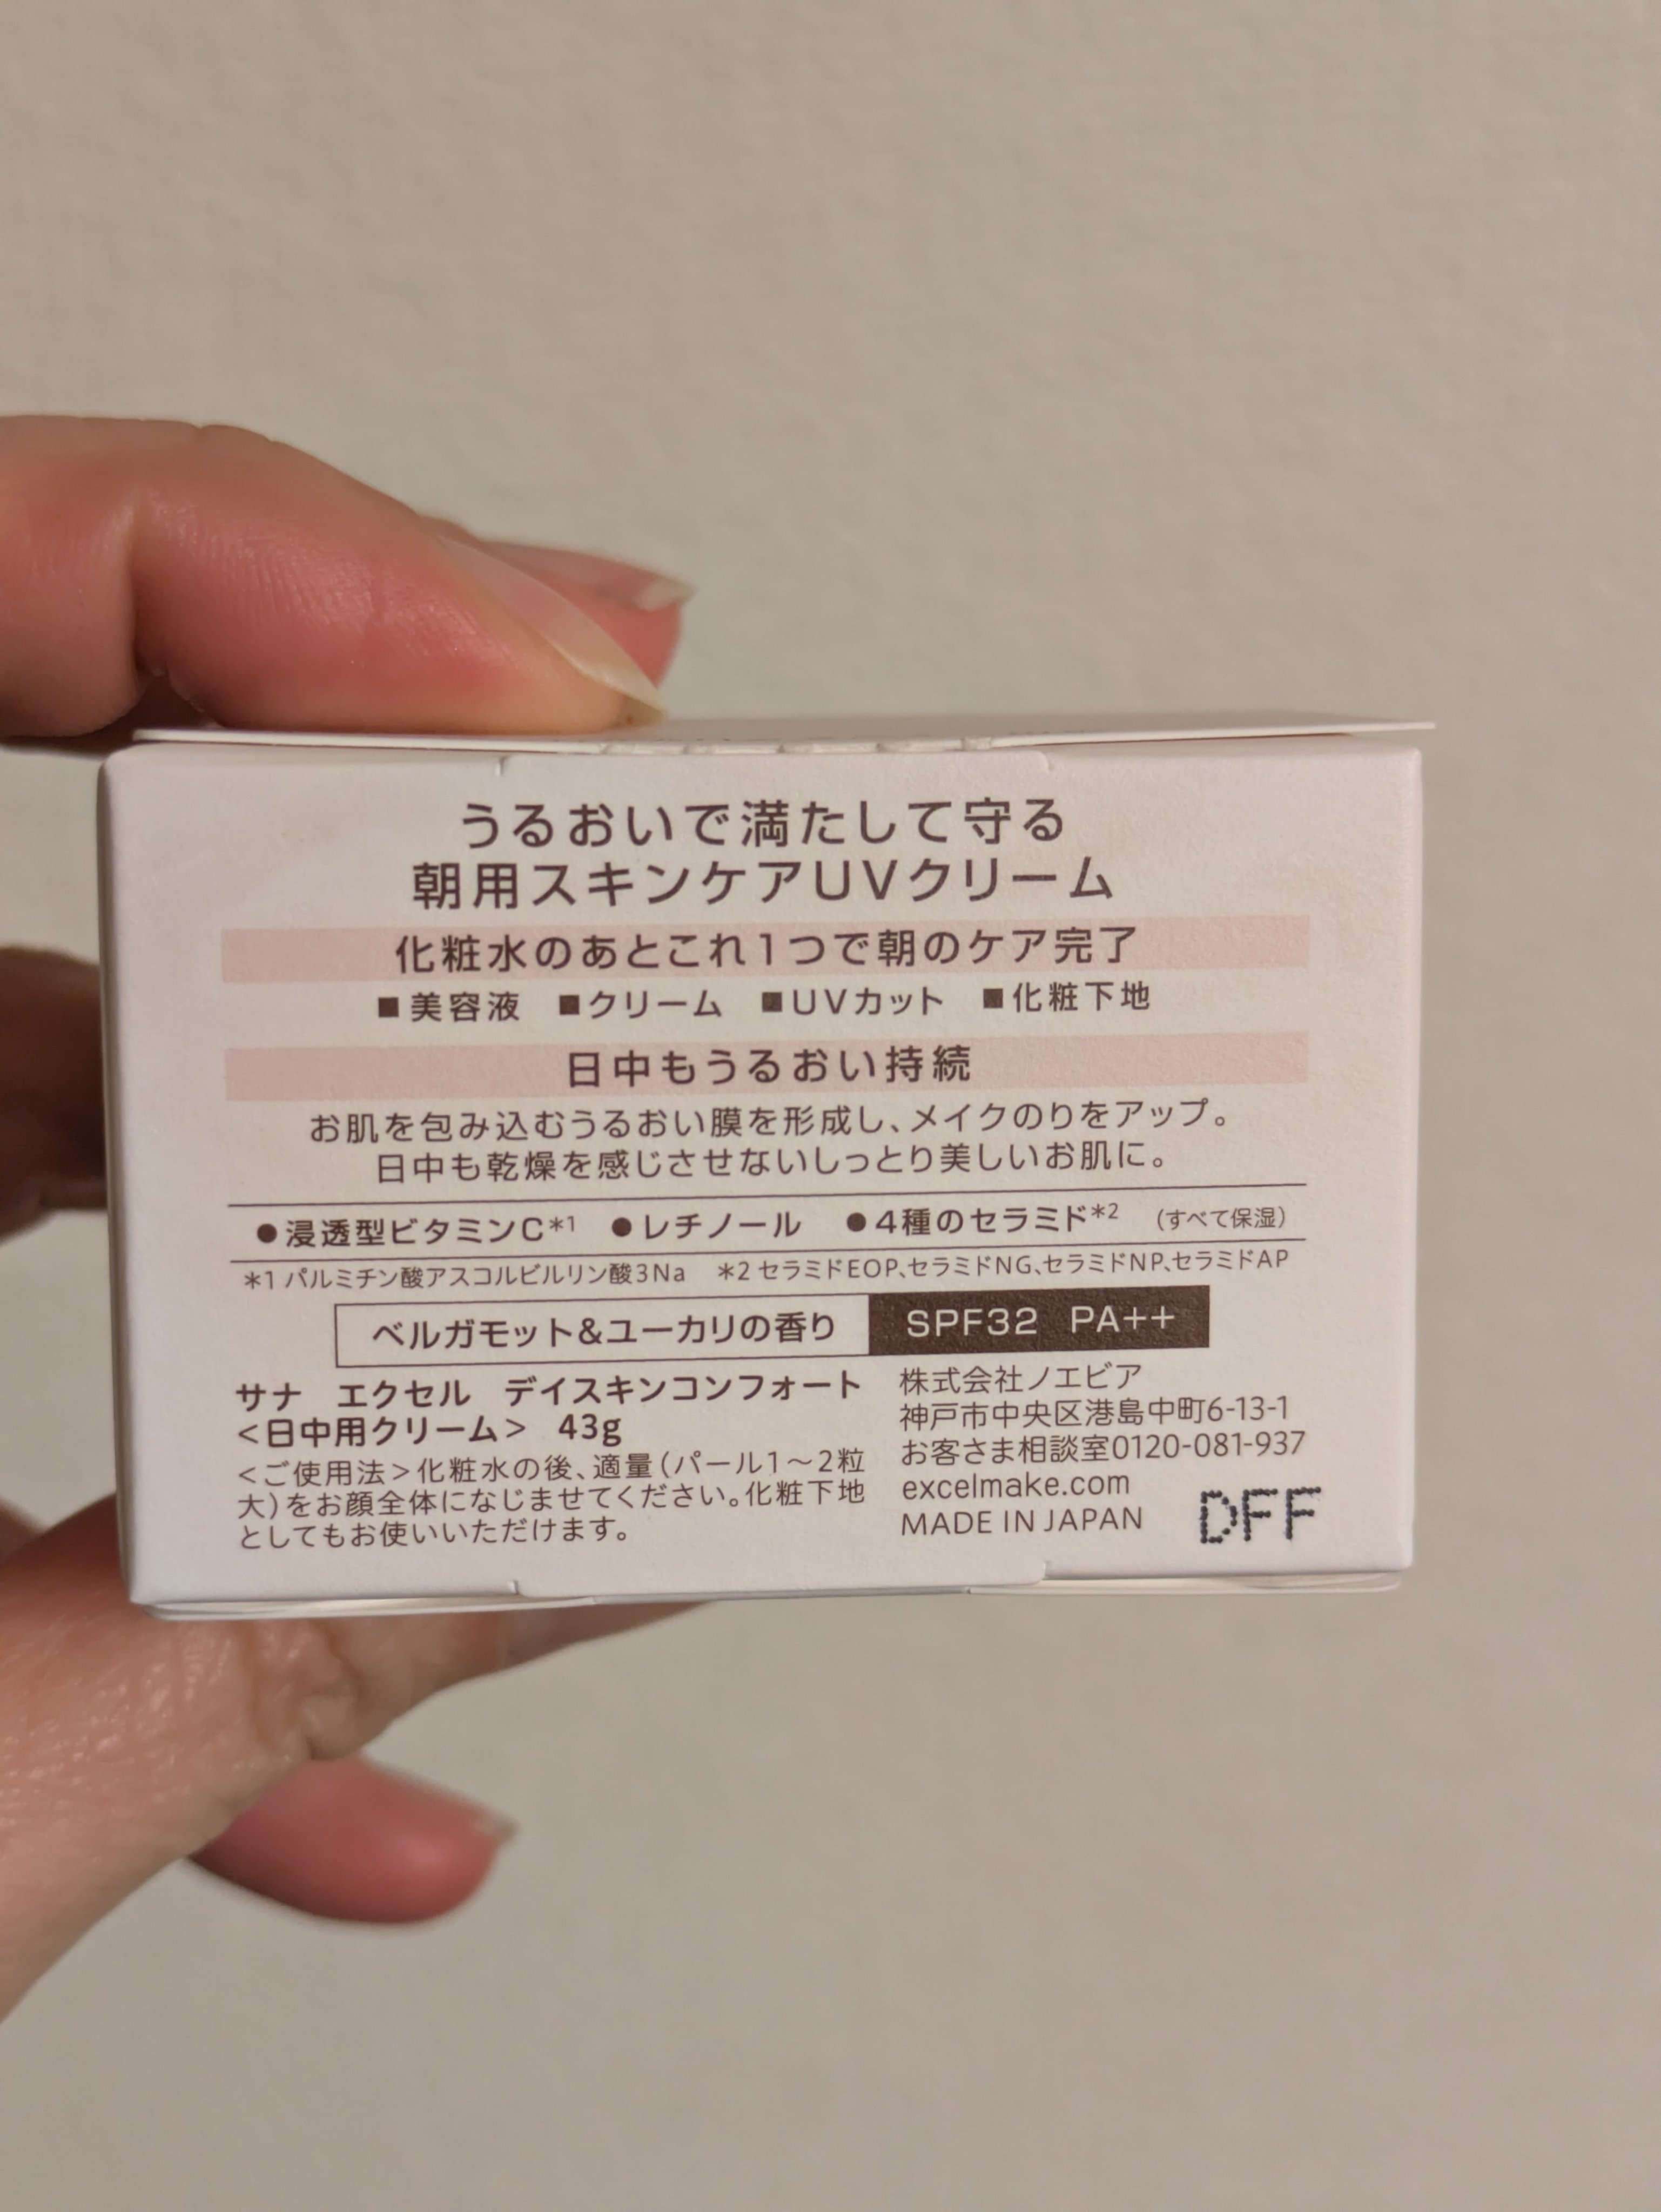 うるおいで満たして守る
朝用スキンケアUVクリーム
化粧水のあとこれ1つで朝のケア完了
■美容液 ■クリーム ■UVカット ■化粧下地
日中もうるおい持続
お肌を包み込むうるおい膜を形成し、メイクのりをアップ。
日中も乾燥を感じさせないしっとり美しいお肌に。
●浸透型ビタミンC*1 ●レチノール ●4種のセラミド*2 (すべて保湿)
*1 パルミチン酸アスコルビルリン酸3Na *2 セラミドEOP、セラミドNG、セラミドNP、セラミドAP
ベルガモット&ユーカリの香り SPF32 PA++
サナ エクセル デイスキンコンフォート
<日中用クリーム> 43g
<ご使用法>化粧水の後、適量(パール1~2粒
大)をお顔全体になじませてください。化粧下地
としてもお使いいただけます。
株式会社ノエビア
神戸市中央区港島中町6-13-1
お客さま相談室0120-081-937
excelmake.com
MADE IN JAPAN
DFF